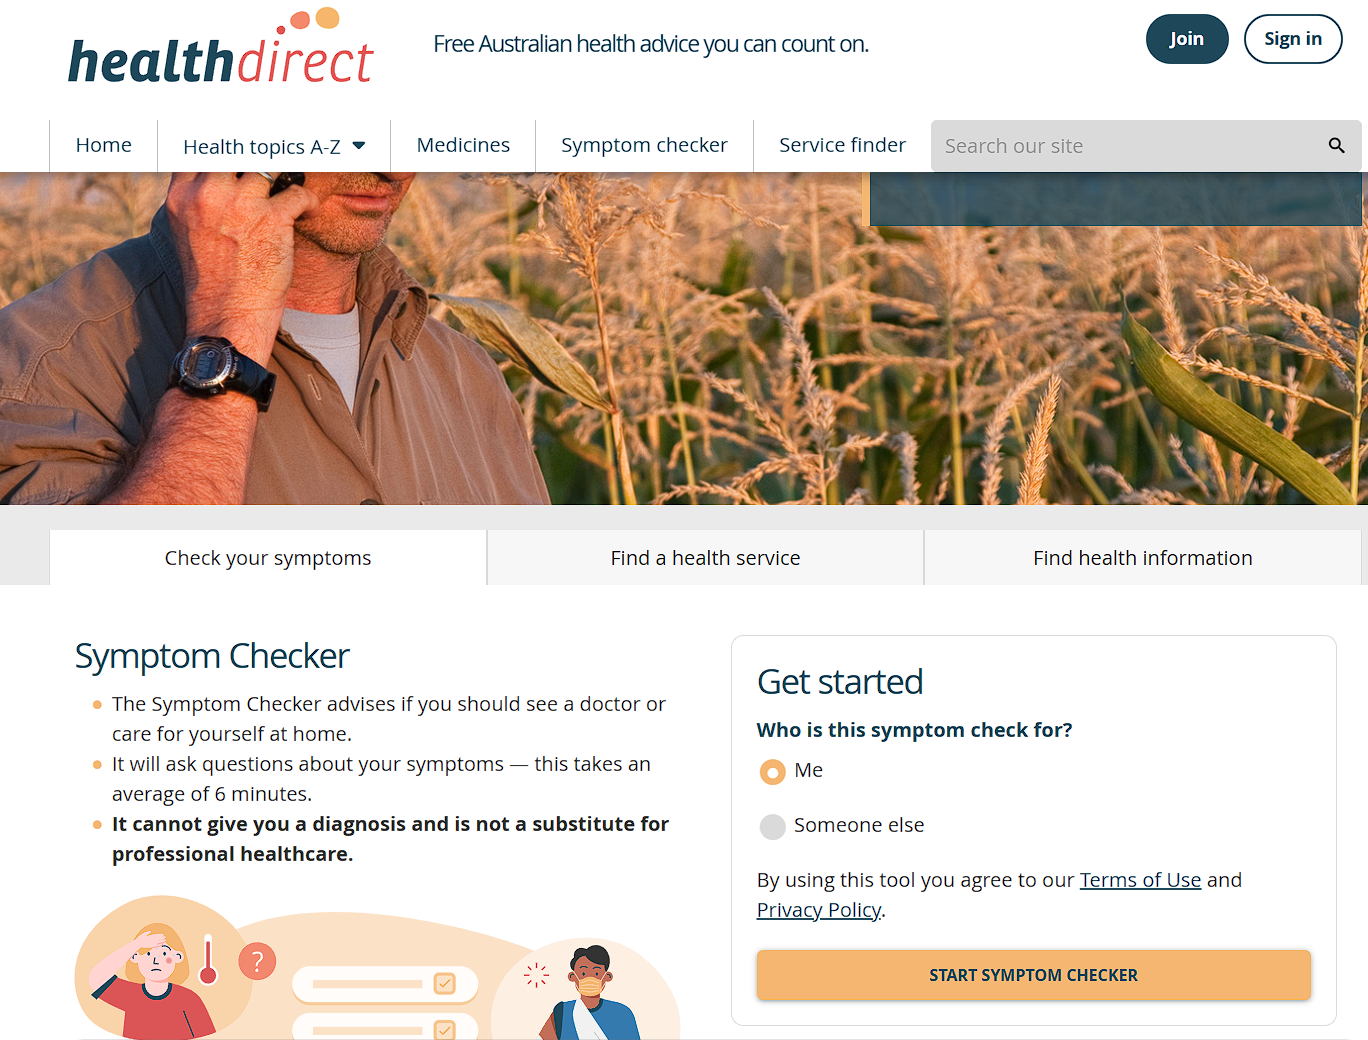 healthdirect
Free Australian health advice you can count on.
Join
Sign in
Home
Health topics A-Z
Medicines
Symptom checker
Service finder
Search our site
Check your symptoms
Find a health service
Find health information
Symptom Checker
The Symptom Checker advises if you should see a doctor or
care for yourself at home.
It will ask questions about your symptoms — this takes an
average of 6 minutes.
It cannot give you a diagnosis and is not a substitute for
professional healthcare.
?
Get started
Who is this symptom check for?
Me
Someone else
By using this tool you agree to our Terms of Use and
Privacy Policy.
START SYMPTOM CHECKER